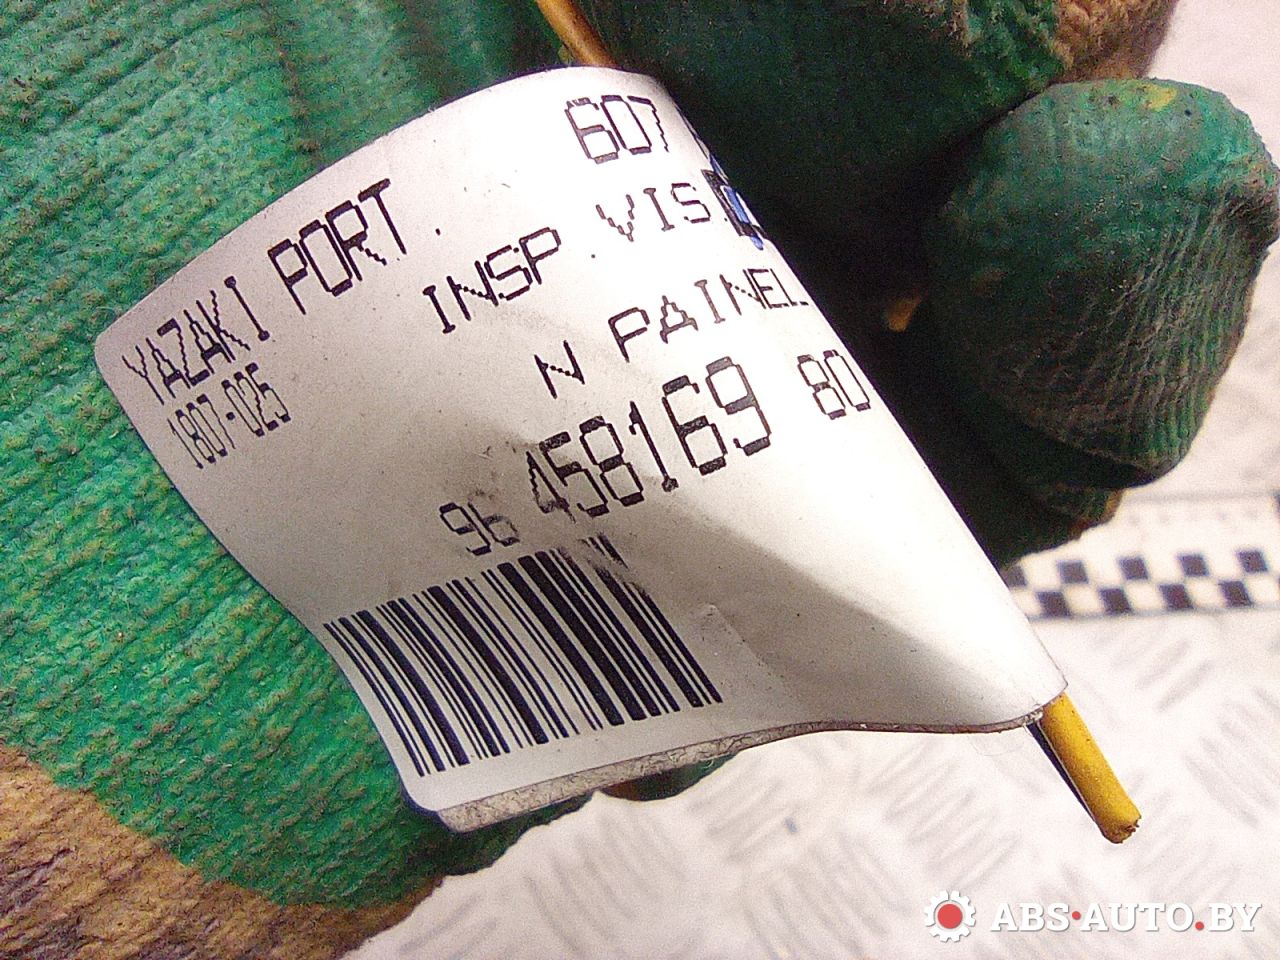 607
YAZAKI PORT.
INSP.VIS.
1807-025
N PAINEL
96 458169 80
ABS·AUTO.BY